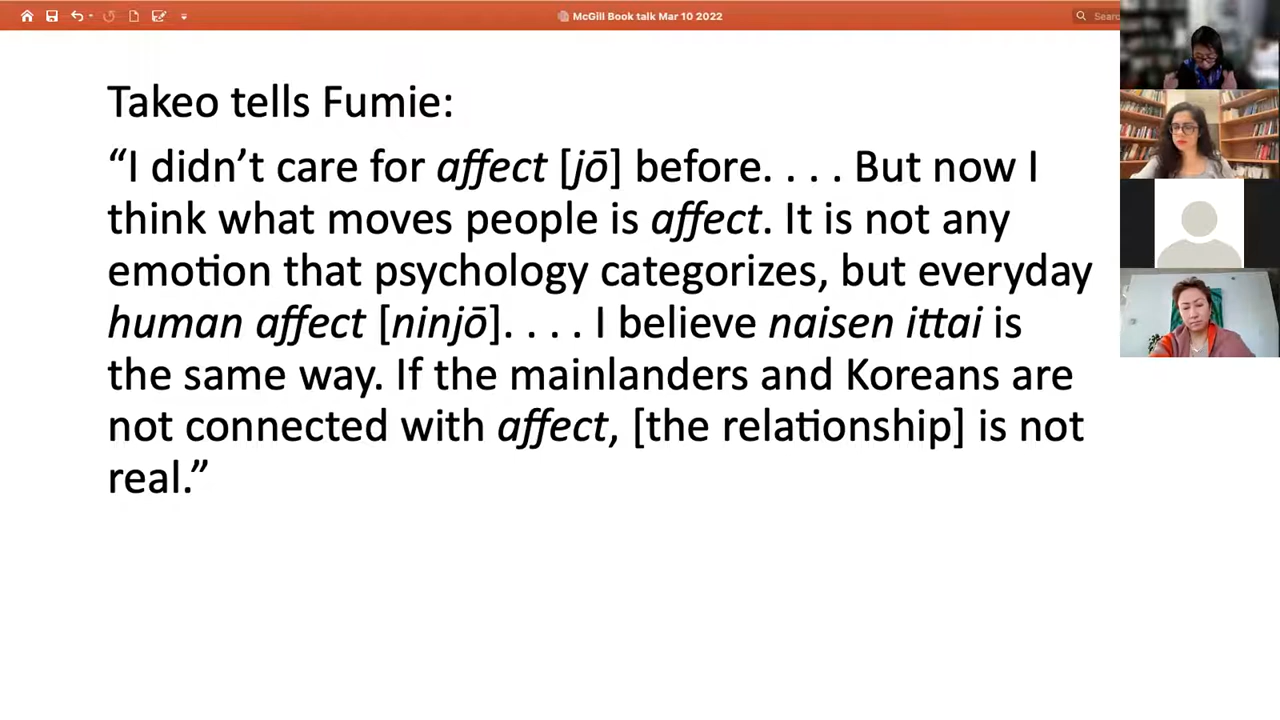 McGill Book talk Mar 10 2022
Searc
Takeo tells Fumie:
“I didn’t care for affect [jō] before. . . . But now I
think what moves people is affect. It is not any
emotion that psychology categorizes, but everyday
human affect [ninjō]. . . . I believe naisen ittai is
the same way. If the mainlanders and Koreans are
not connected with affect, [the relationship] is not
real.”